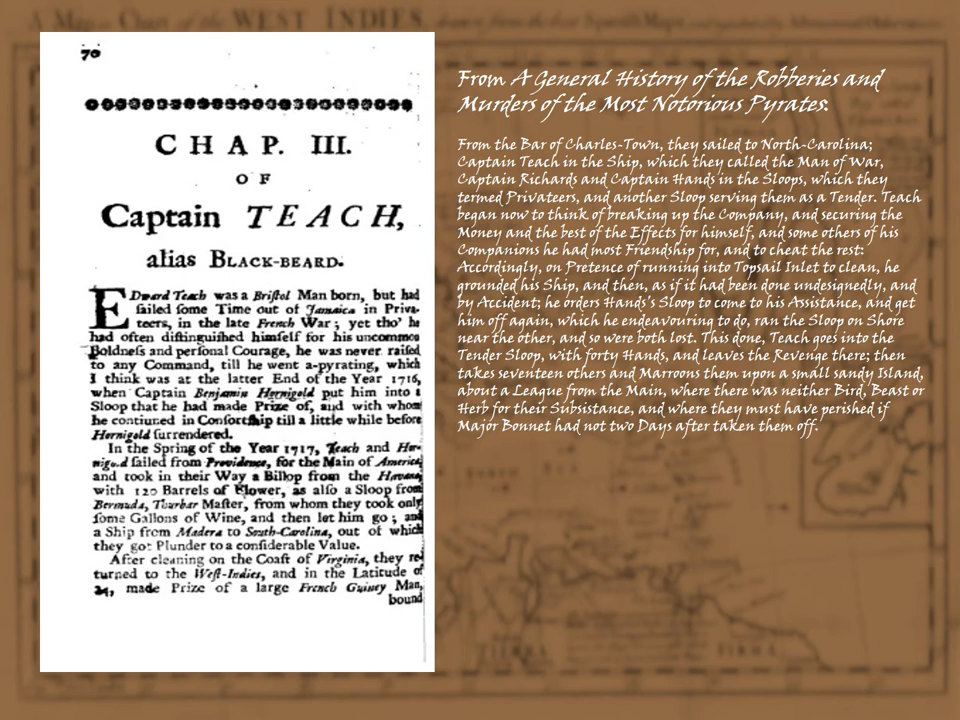 A Map or Chart of the WEST INDIES,
70
CHAP. III.
OF
Captain TEACH,
alias BLACK-BEARD.
EDward Teach was a Bristol Man born, but had
sailed some Time out of Jamaica in Priva-
teers, in the late French War; yet tho' he
had often distinguished himself for his uncommon
Boldness and personal Courage, he was never raised
to any Command, till he went a-pyrating, which
I think was at the latter End of the Year 1716,
when Captain Benjamin Hornigold put him into a
Sloop that he had made Prize of, and with whom
he continued in Consortship till a little while before
Hornigold surrendered.
In the Spring of the Year 1717, Teach and Hor-
nigold sailed from Providence, for the Main of America,
and took in their Way a Billop from the Havana,
with 120 Barrels of Flower, as also a Sloop from
Bermuda, Thurbar Master, from whom they took only
some Gallons of Wine, and then let him go; and
a Ship from Madera to South-Carolina, out of which
they got Plunder to a considerable Value.
After cleaning on the Coast of Virginia, they re-
turned to the West-Indies, and in the Latitude of
24, made Prize of a large French Guiney Man,
bound
From A General History of the Robberies and
Murders of the Most Notorious Pyrates:
From the Bar of Charles-Town, they sailed to North-Carolina;
Captain Teach in the Ship, which they called the Man of War,
Captain Richards and Captain Hands in the Sloops, which they
termed Privateers, and another Sloop serving them as a Tender. Teach
began now to think of breaking up the Company, and securing the
Money and the best of the Effects for himself, and some others of his
Companions he had most Friendship for, and to cheat the rest:
Accordingly, on Pretence of running into Topsail Inlet to clean, he
grounded his Ship, and then, as if it had been done undesignedly, and
by Accident; he orders Hands's Sloop to come to his Assistance, and get
him off again, which he endeavouring to do, ran the Sloop on Shore
near the other, and so were both lost. This done, Teach goes into the
Tender Sloop, with forty Hands, and leaves the Revenge there; then
takes seventeen others and Marroons them upon a small sandy Island,
about a League from the Main, where there was neither Bird, Beast or
Herb for their Subsistance, and where they must have perished if
Major Bonnet had not two Days after taken them off.
TIERRA FIRMA